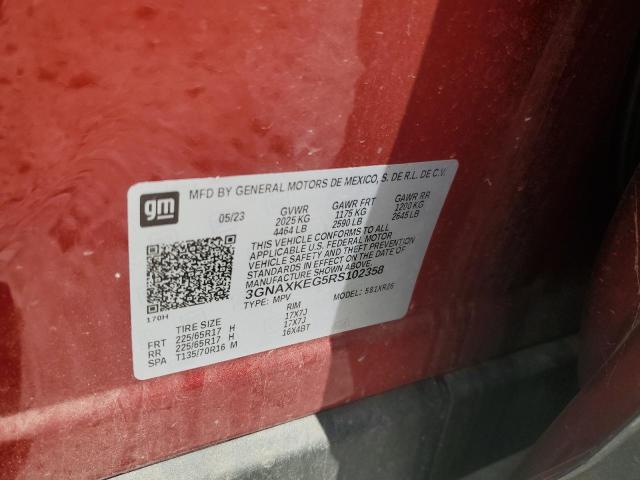 gm
MFD BY GENERAL MOTORS DE MEXICO, S. DE R.L. DE C.V.
05/23 GVWR GAWR FRT GAWR RR
2025 KG 1175 KG 1200 KG
4464 LB 2590 LB 2645 LB
THIS VEHICLE CONFORMS TO ALL
APPLICABLE U.S. FEDERAL MOTOR
VEHICLE SAFETY AND THEFT PREVENTION
STANDARDS IN EFFECT ON THE DATE OF
MANUFACTURE SHOWN ABOVE.
3GNAXKEG5RS102358
TYPE: MPV MODEL: 581XR26
170H
TIRE SIZE RIM
FRT 225/65R17 H 17X7J
RR 225/65R17 H 17X7J
SPA T135/70R16 M 16X4BT